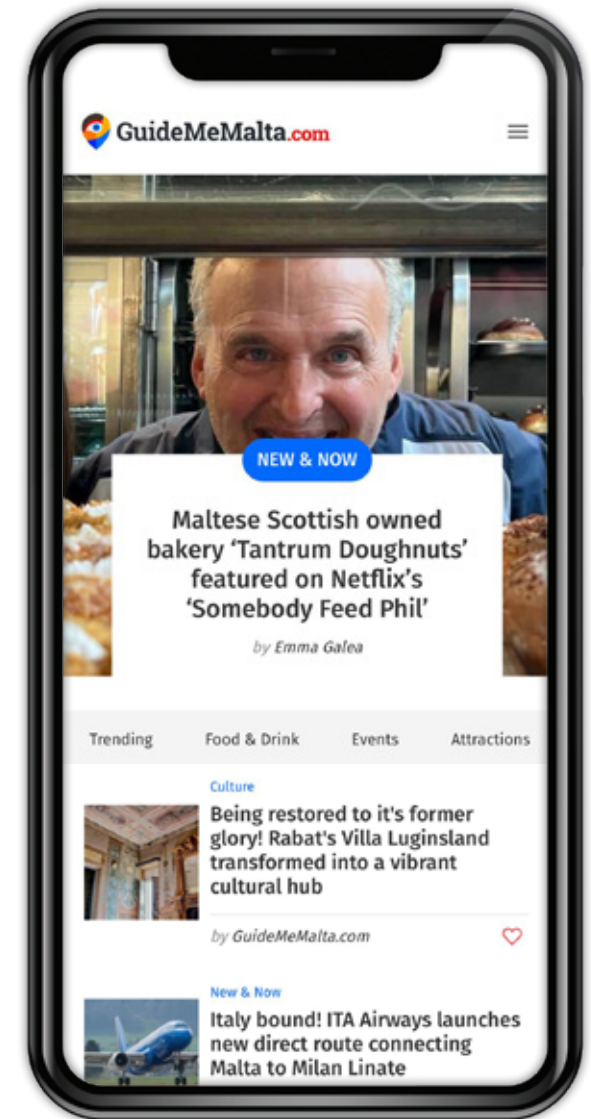 GuideMeMalta.com
NEW & NOW
Maltese Scottish owned
bakery ‘Tantrum Doughnuts’
featured on Netflix’s
‘Somebody Feed Phil’
by Emma Galea
Trending Food & Drink Events Attractions
Culture
Being restored to it's former
glory! Rabat's Villa Luginsland
transformed into a vibrant
cultural hub
by GuideMeMalta.com
New & Now
Italy bound! ITA Airways launches
new direct route connecting
Malta to Milan Linate